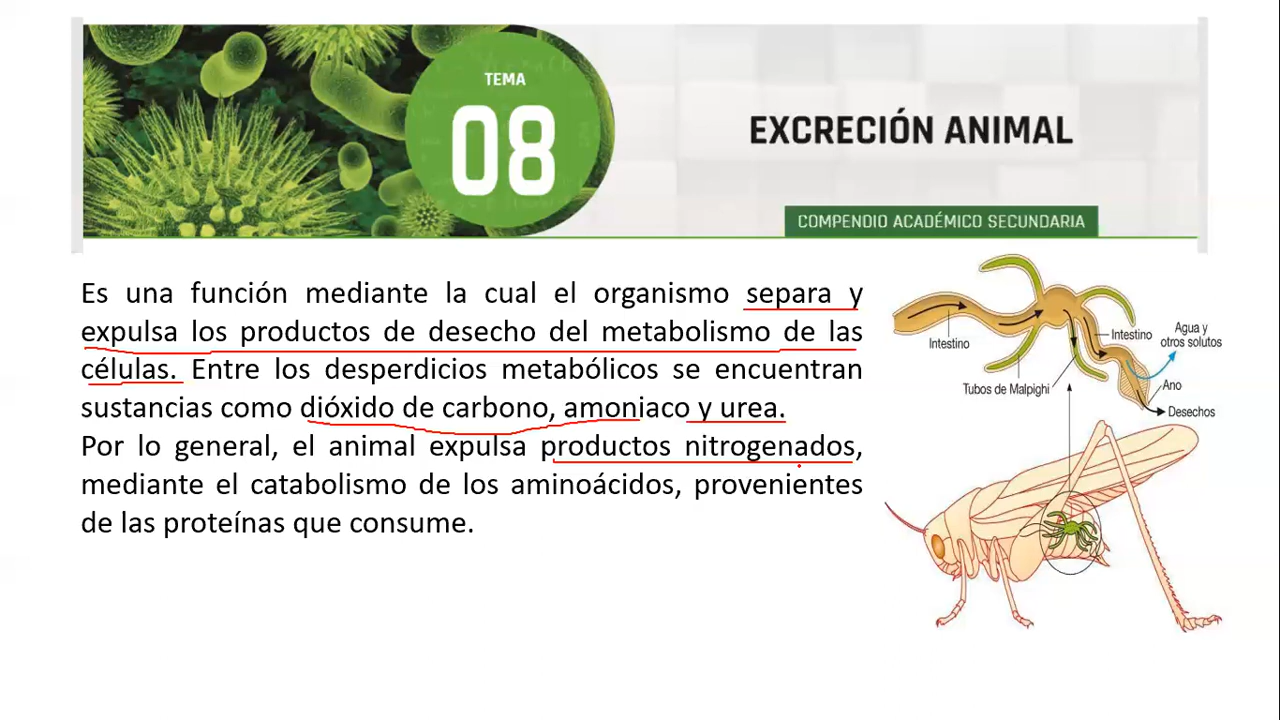 TEMA
08
EXCRECIÓN ANIMAL
COMPENDIO ACADÉMICO SECUNDARIA
Es una función mediante la cual el organismo separa y
expulsa los productos de desecho del metabolismo de las
células. Entre los desperdicios metabólicos se encuentran
sustancias como dióxido de carbono, amoniaco y urea.
Por lo general, el animal expulsa productos nitrogenados,
mediante el catabolismo de los aminoácidos, provenientes
de las proteínas que consume.
Intestino
Intestino
Agua y
otros solutos
Tubos de Malpighi
Ano
Desechos